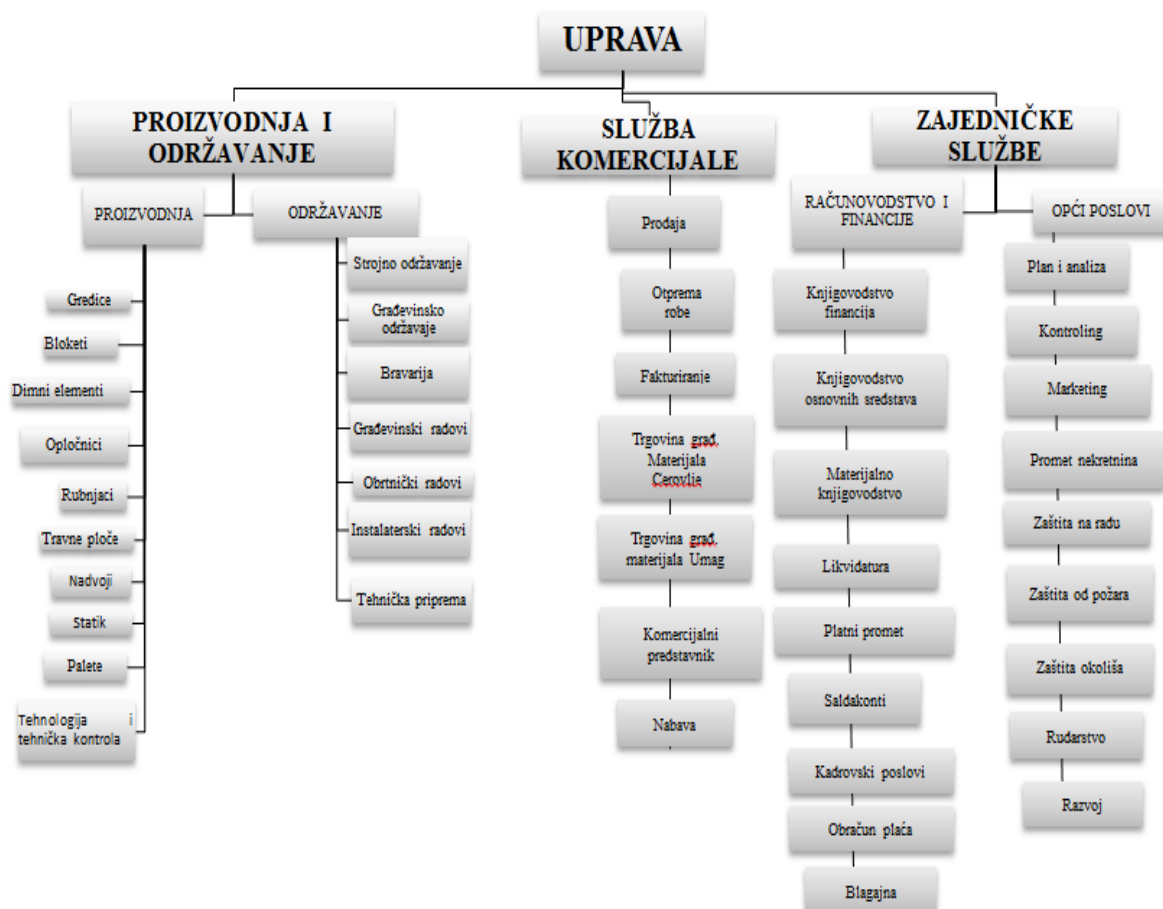 UPRAVA
PROIZVODNJA I
ODRŽAVANJE
SLUŽBA
KOMERCIJALE
ZAJEDNIČKE
SLUŽBE
PROIZVODNJA
Gredice
Bloketi
Dimni elementi
Opločnici
Rubnjaci
Travne ploče
Nadvoji
Statik
Palete
Tehnologija i
tehnička kontrola
ODRŽAVANJE
Strojno održavanje
Građevinsko
održavaje
Bravarija
Građevinski radovi
Obrtnički radovi
Instalaterski radovi
Tehnička priprema
Prodaja
Otprema
robe
Fakturiranje
Trgovina građ.
Materijala
Cerovlje
Trgovina građ.
materijala Umag
Komercijalni
predstavnik
Nabava
RAČUNOVODSTVO I
FINANCIJE
Knjigovodstvo
financija
Knjigovodstvo
osnovnih sredstava
Materijalno
knjigovodstvo
Likvidatura
Platni promet
Saldakonti
Kadrovski poslovi
Obračun plaća
Blagajna
OPĆI POSLOVI
Plan i analiza
Kontroling
Marketing
Promet nekretnina
Zaštita na radu
Zaštita od požara
Zaštita okoliša
Rudarstvo
Razvoj